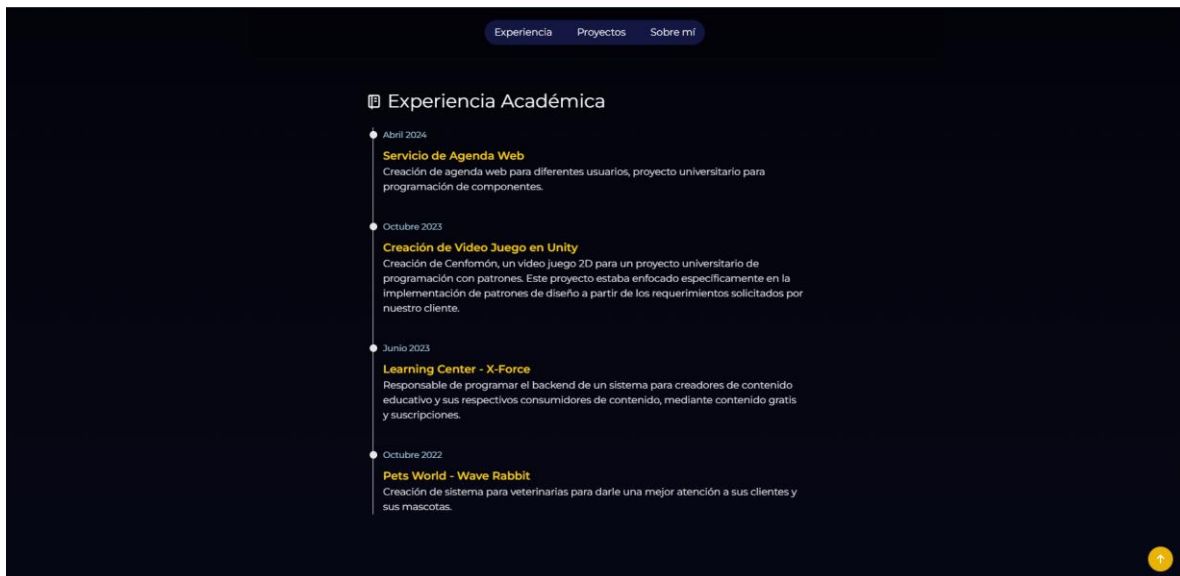 Experiencia Proyectos Sobre mí
Experiencia Académica
Abril 2024
Servicio de Agenda Web
Creación de agenda web para diferentes usuarios, proyecto universitario para
programación de componentes.
Octubre 2023
Creación de Video Juego en Unity
Creación de Cenfomón, un video juego 2D para un proyecto universitario de
programación con patrones. Este proyecto estaba enfocado específicamente en la
implementación de patrones de diseño a partir de los requerimientos solicitados por
nuestro cliente.
Junio 2023
Learning Center - X-Force
Responsable de programar el backend de un sistema para creadores de contenido
educativo y sus respectivos consumidores de contenido, mediante contenido gratis
y suscripciones.
Octubre 2022
Pets World - Wave Rabbit
Creación de sistema para veterinarias para darle una mejor atención a sus clientes y
sus mascotas.